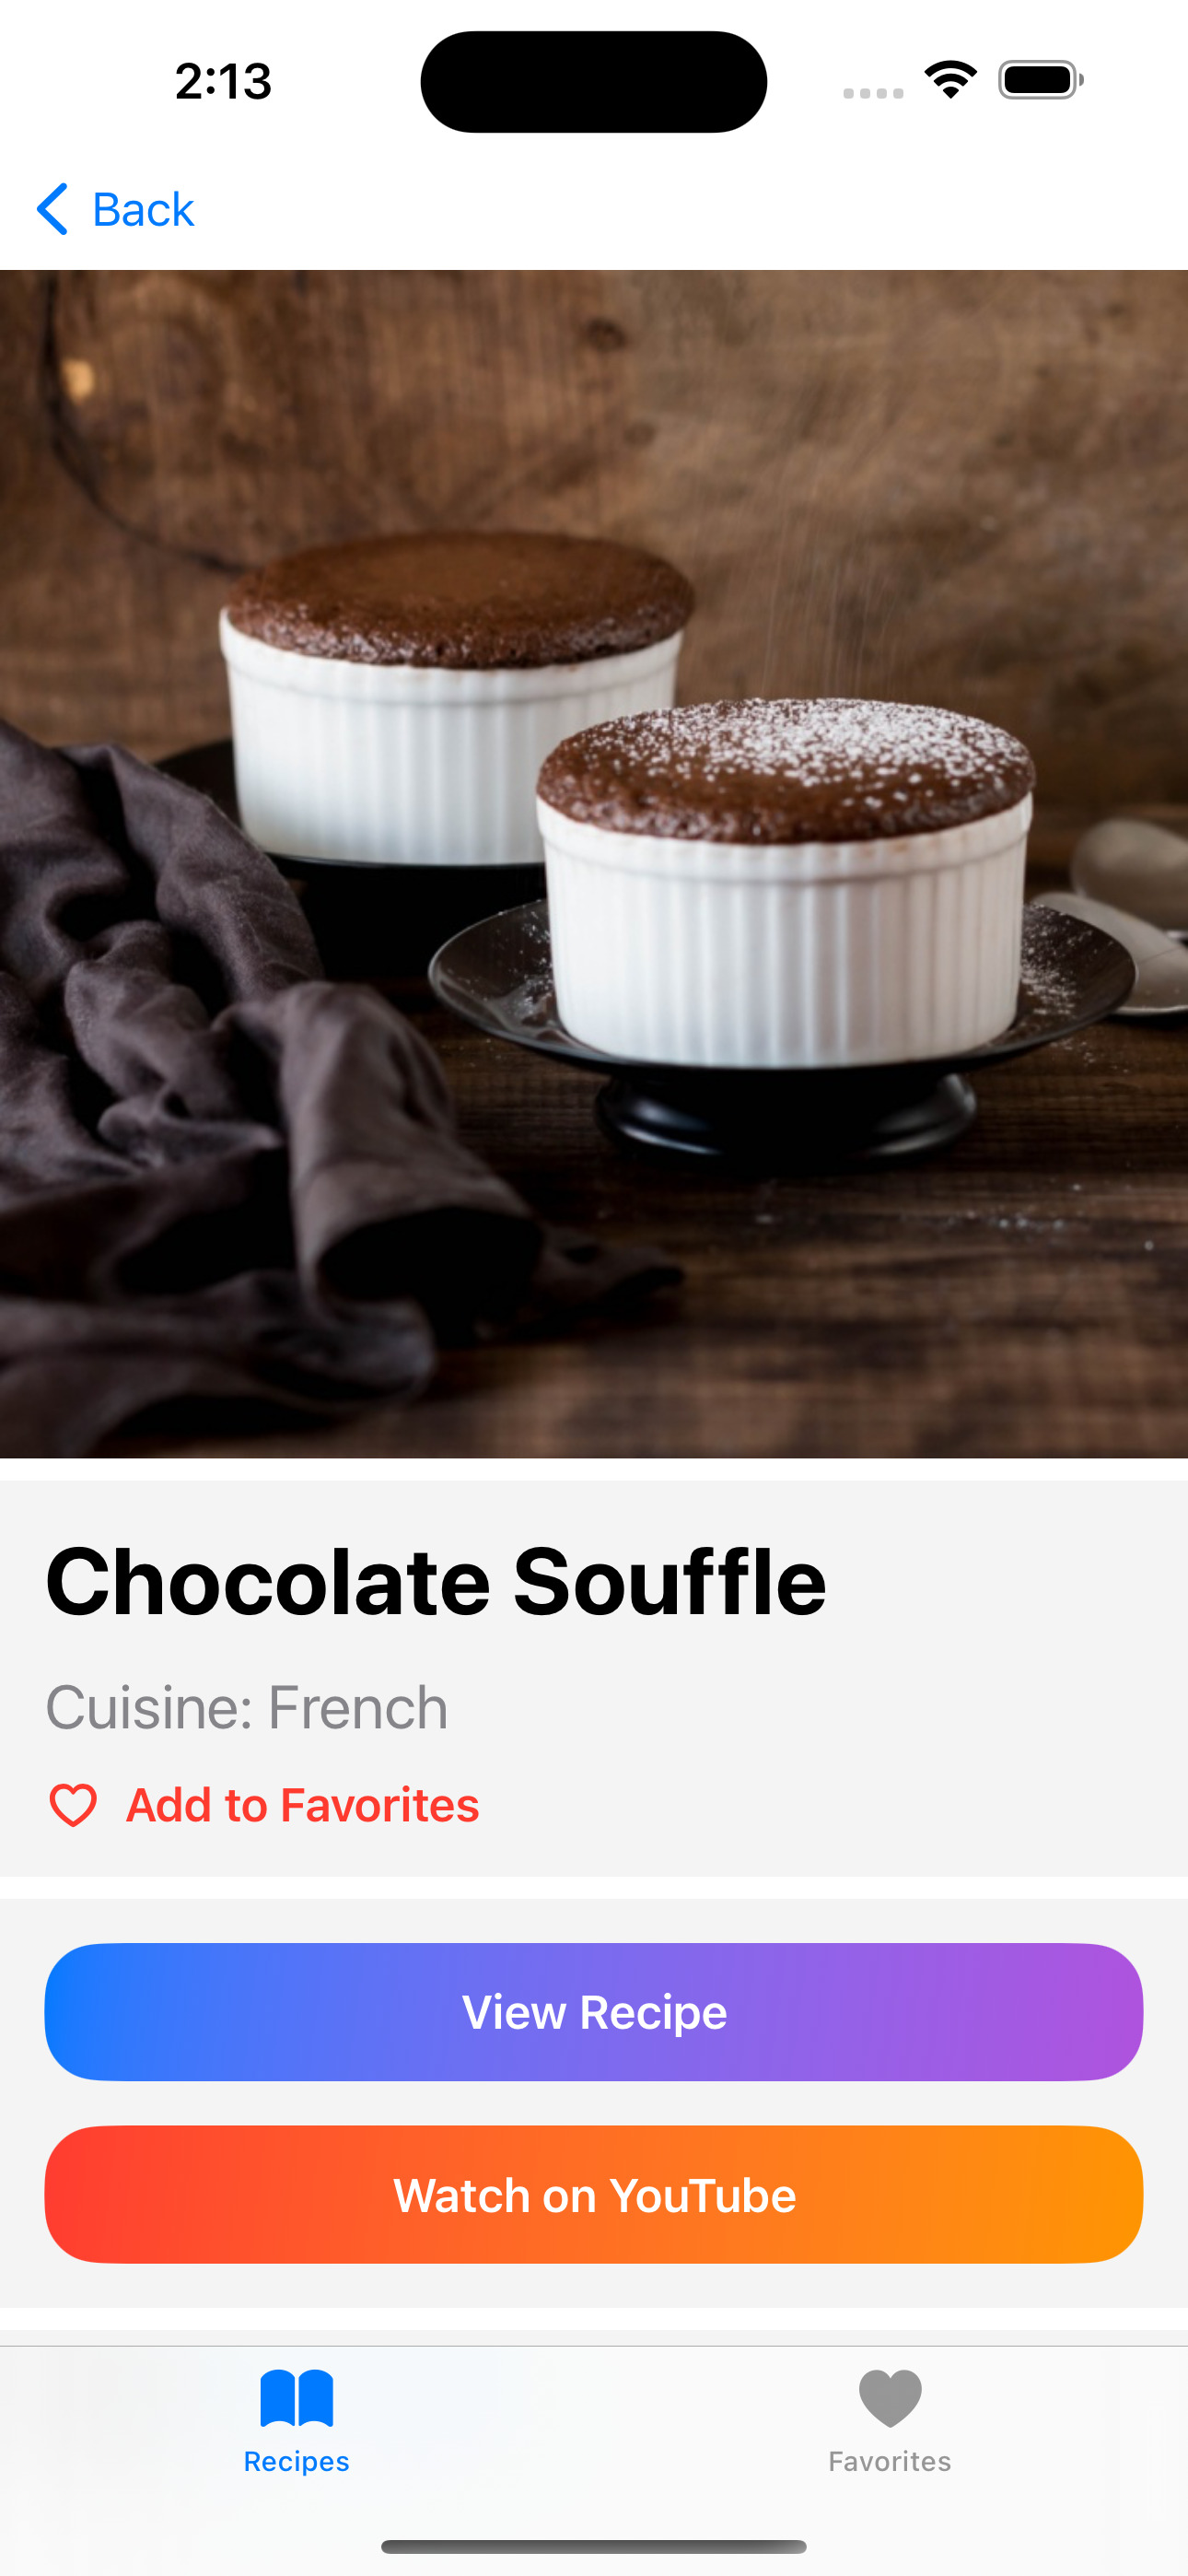 2:13
Back
Chocolate Souffle
Cuisine: French
Add to Favorites
View Recipe
Watch on YouTube
Recipes
Favorites